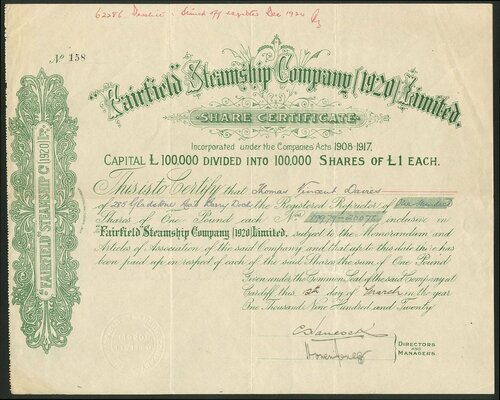 62286 Dec 1920
No 158
"Fairfield" Steamship Company (1920) Limited.
SHARE CERTIFICATE
Incorporated under the Companies Acts 1908-1917.
CAPITAL £ 100,000 DIVIDED INTO 100,000 SHARES OF £1 EACH.
This is to Certify that Thomas Vincent Davies
of 285 Gladstone Road Barry Dock the Registered Proprietor of One Hundred
Shares of One Pound each Nos inclusive in
"Fairfield" Steamship Company (1920) Limited, subject to the Memorandum and
Articles of Association of the said Company and that up to this date there has
been paid up in respect of each of the said Shares the sum of One Pound
Given under the Common Seal of the said Company at
Cardiff this 12th day of March in the year
One Thousand Nine Hundred and Twenty
DIRECTORS
AND
MANAGERS.
"FAIRFIELD" STEAMSHIP Co (1920) Ld.